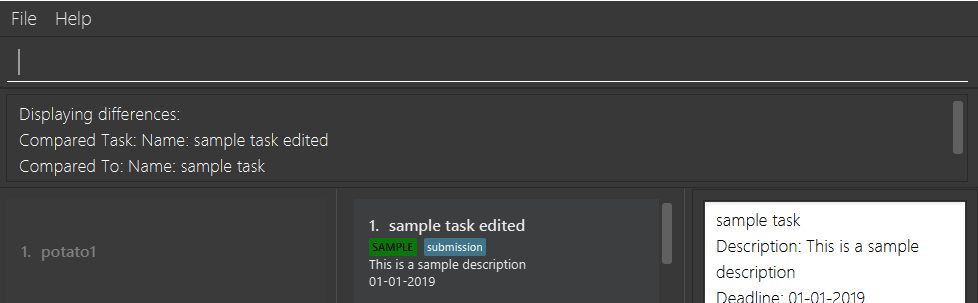 File Help
Displaying differences:
Compared Task: Name: sample task edited
Compared To: Name: sample task
1. potato1
1. sample task edited
SAMPLE submission
This is a sample description
01-01-2019
sample task
Description: This is a sample
description
Deadline: 01-01-2019